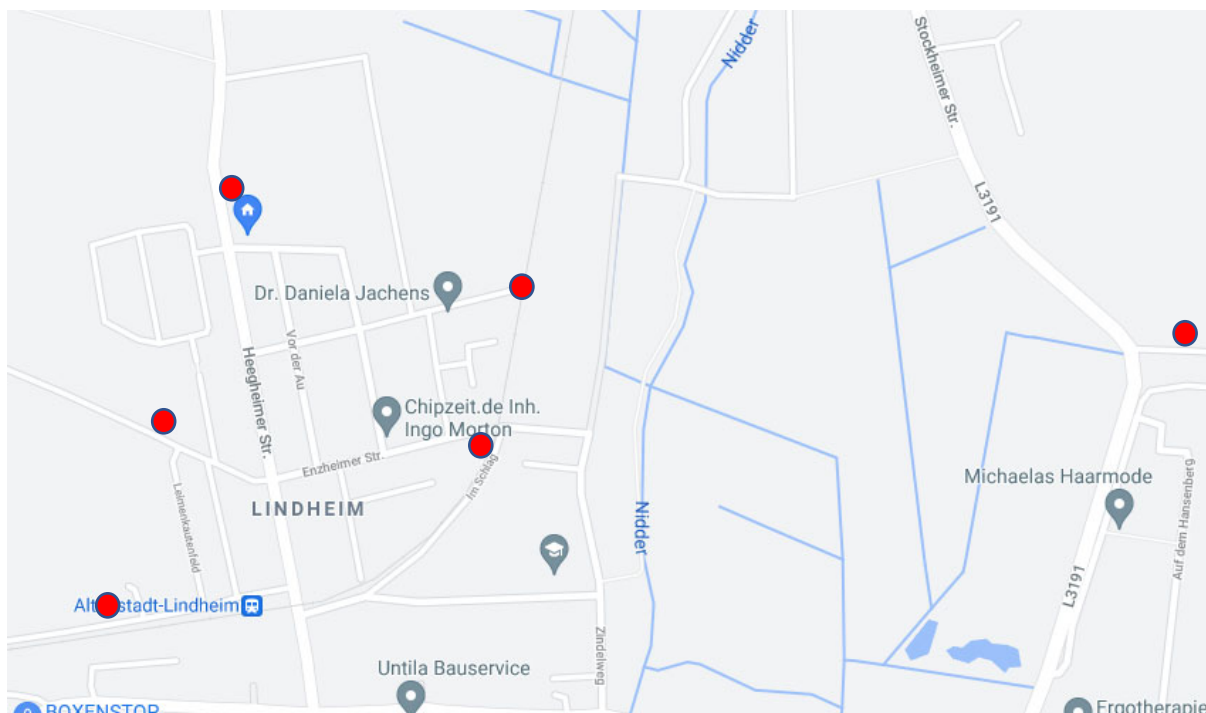 Nidder
Stockheimer Str.
L3191
Dr. Daniela Jachens
Vor der Au
Heegheimer Str.
Chipzeit.de Inh.
Ingo Morton
Enzheimer Str.
Im Schlag
LINDHEIM
Leimenkautenfeld
Michaelas Haarmode
Nidder
Auf dem Hansenberg
L3191
stadt-Lindheim
Zindelweg
Untila Bauservice
BOXENSTOP
Ergotherapie